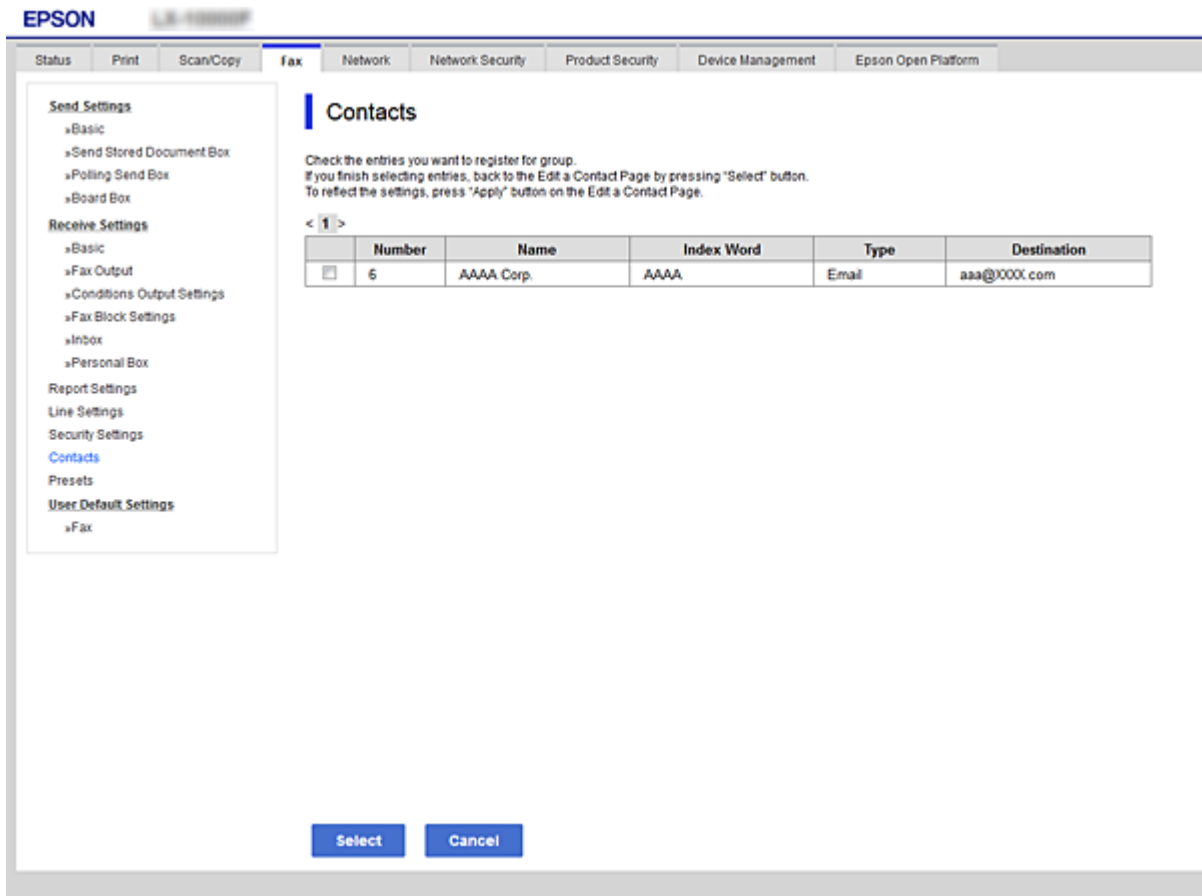 EPSON
Status Print Scan/Copy Fax Network Network Security Product Security Device Management Epson Open Platform
Send Settings
»Basic
»Send Stored Document Box
»Polling Send Box
»Board Box
Receive Settings
»Basic
»Fax Output
»Conditions Output Settings
»Fax Block Settings
»Inbox
»Personal Box
Report Settings
Line Settings
Security Settings
Contacts
Presets
User Default Settings
»Fax
Contacts
Check the entries you want to register for group.
If you finish selecting entries, back to the Edit a Contact Page by pressing "Select" button.
To reflect the settings, press "Apply" button on the Edit a Contact Page.
< 1 >
Number Name Index Word Type Destination
6 AAAA Corp. AAAA Email aaa@XXXX.com
Select Cancel